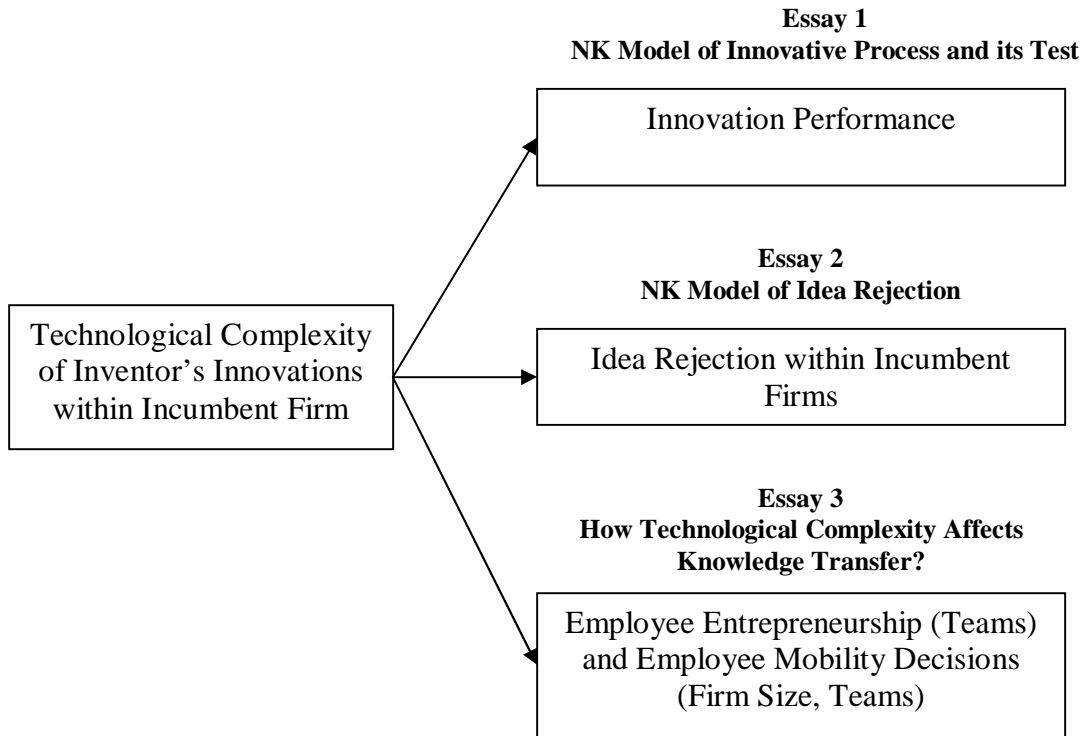 Essay 1
NK Model of Innovative Process and its Test
Innovation Performance
Essay 2
NK Model of Idea Rejection
Technological Complexity
of Inventor’s Innovations
within Incumbent Firm
Idea Rejection within Incumbent
Firms
Essay 3
How Technological Complexity Affects
Knowledge Transfer?
Employee Entrepreneurship (Teams)
and Employee Mobility Decisions
(Firm Size, Teams)